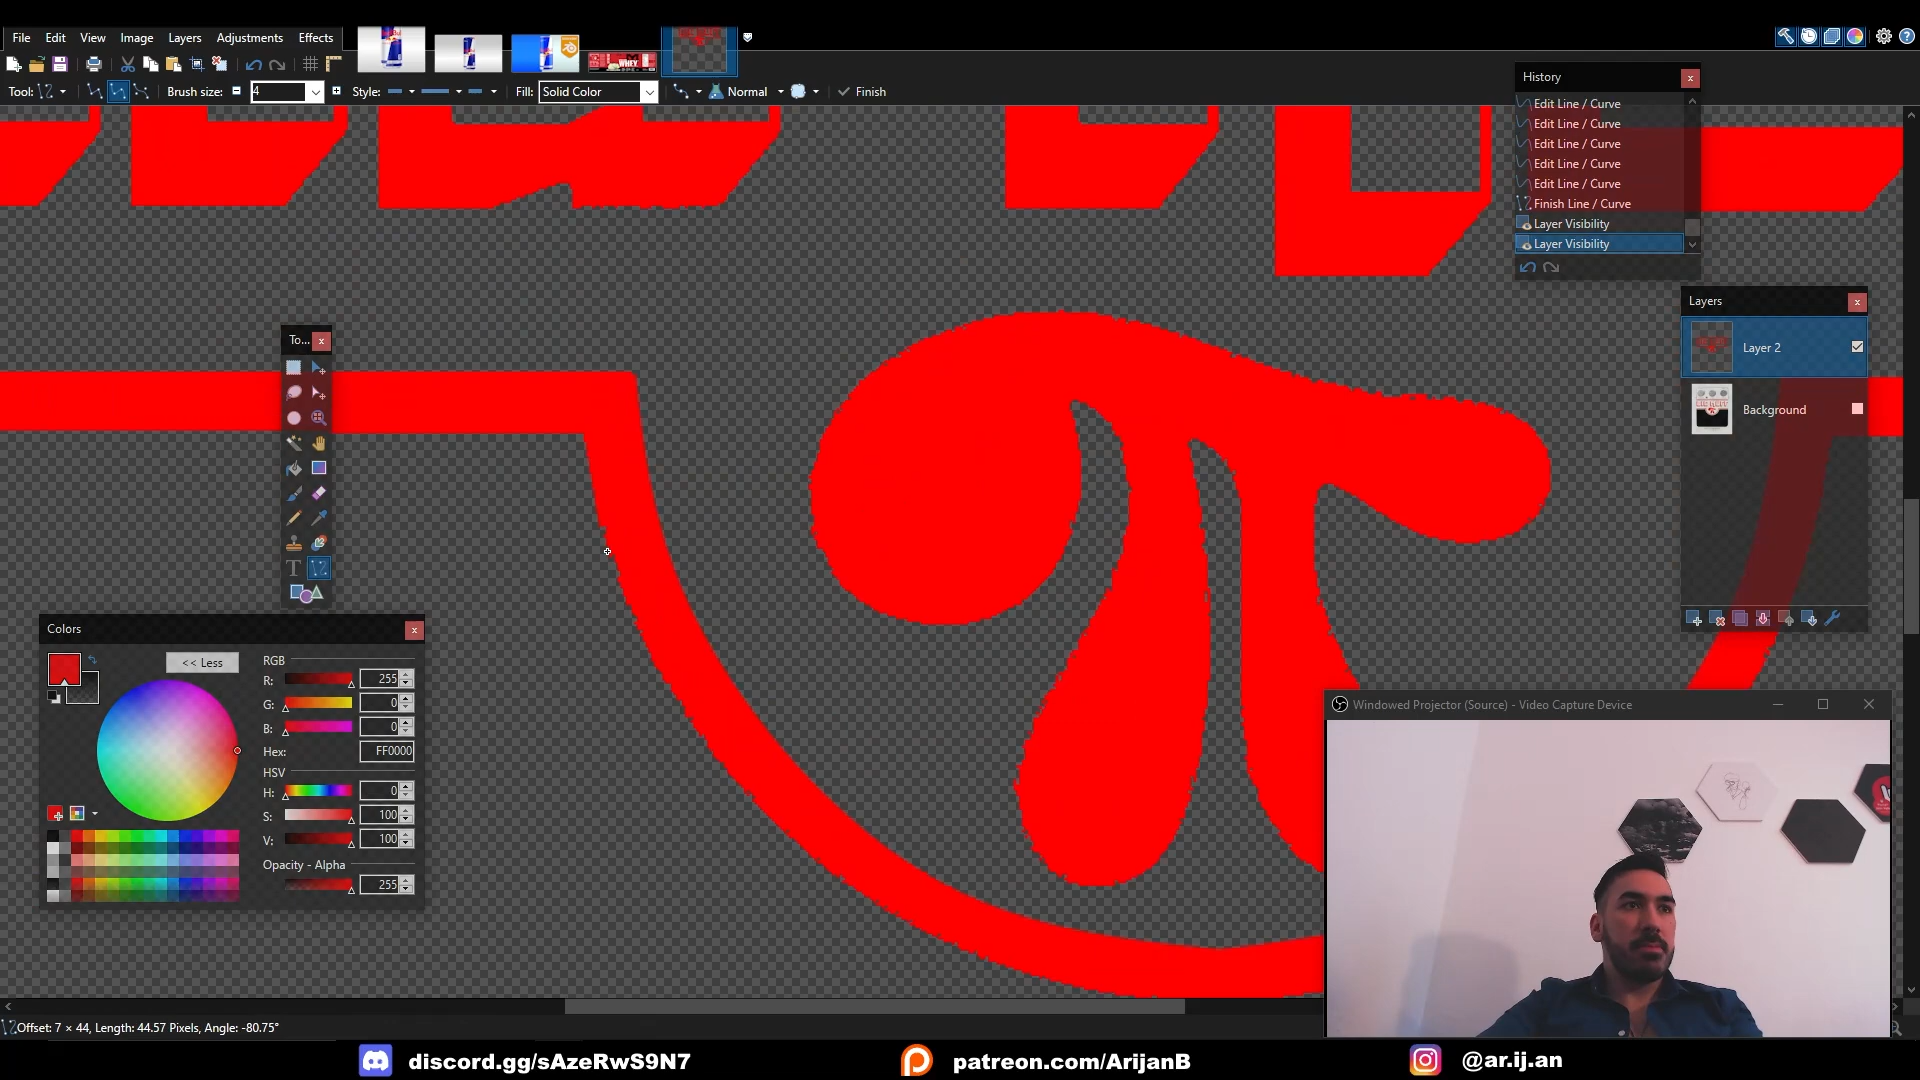 File Edit View Image Layers Adjustments Effects
Tool: Brush size: 4 Style: Fill: Solid Color Normal Finish
History
Edit Line / Curve
Edit Line / Curve
Edit Line / Curve
Edit Line / Curve
Edit Line / Curve
Finish Line / Curve
Layer Visibility
Layer Visibility
Layers
Layer 2
Background
To...
Colors
<< Less
RGB
R: 255
G: 0
B: 0
Hex: FF0000
HSV
H: 0
S: 100
V: 100
Opacity - Alpha
255
Windowed Projector (Source) - Video Capture Device
Offset: 7 × 44, Length: 44.57 Pixels, Angle: -80.75°
discord.gg/sAzeRwS9N7 patreon.com/ArijanB @ar.ij.an